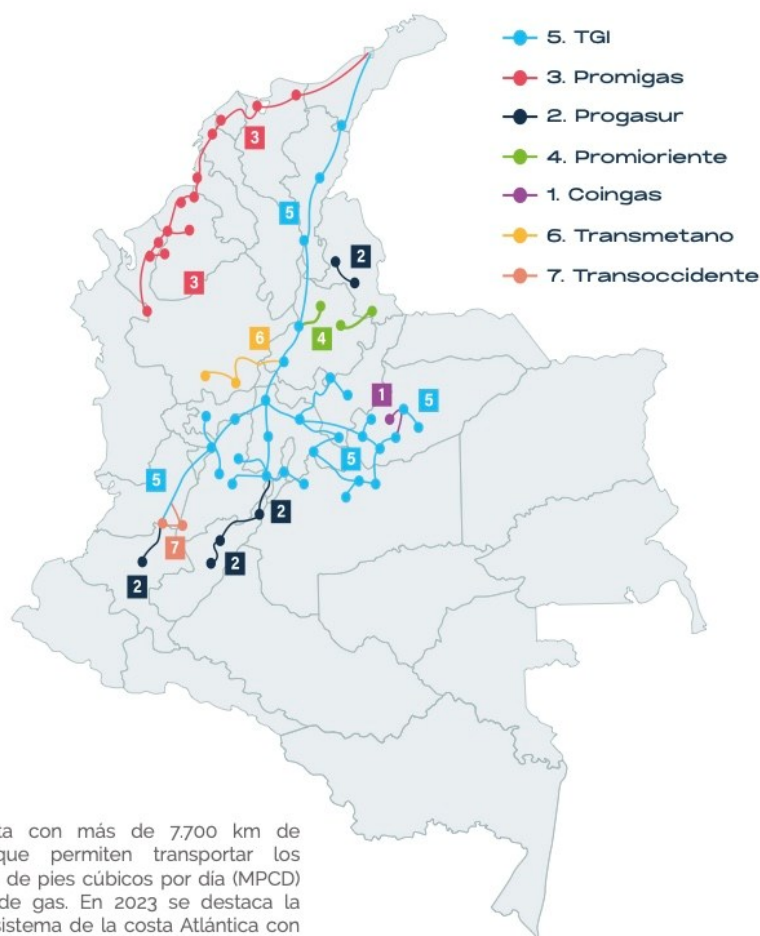 5. TGI
3. Promigas
2. Progasur
4. Promioriente
1. Coingas
6. Transmetano
7. Transoccidente
3
5
2
3
6
4
1
5
5
5
2
7
2
2
con más de 7.700 km de
que permiten transportar los
de pies cúbicos por día (MPCD)
de gas. En 2023 se destaca la
sistema de la costa Atlántica con